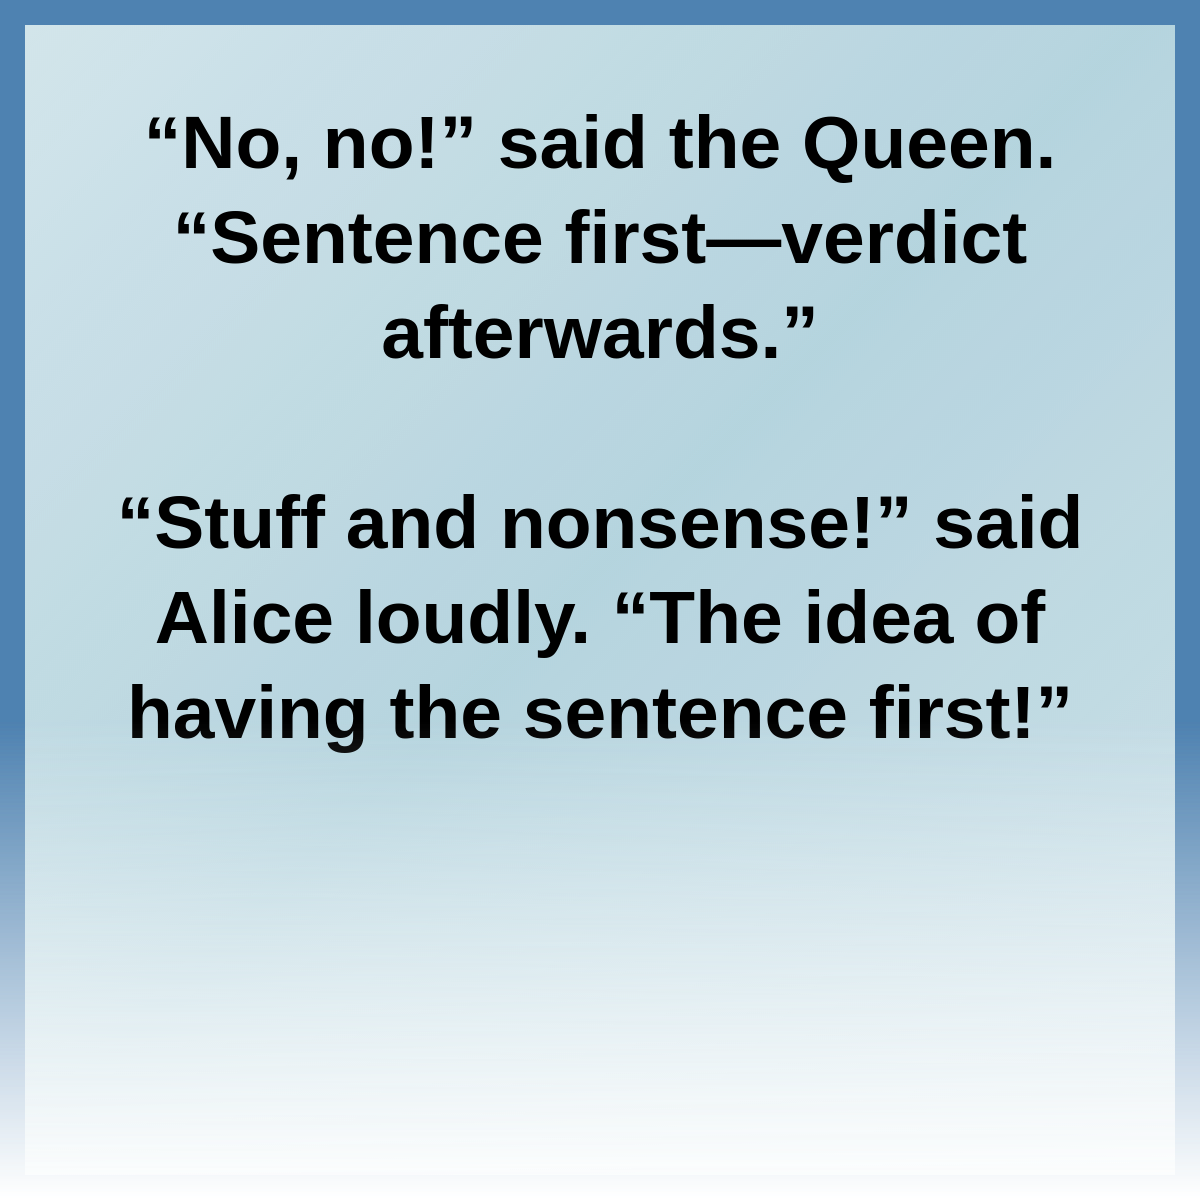 “No, no!” said the Queen.
“Sentence first—verdict
afterwards.”
“Stuff and nonsense!” said
Alice loudly. “The idea of
having the sentence first!”